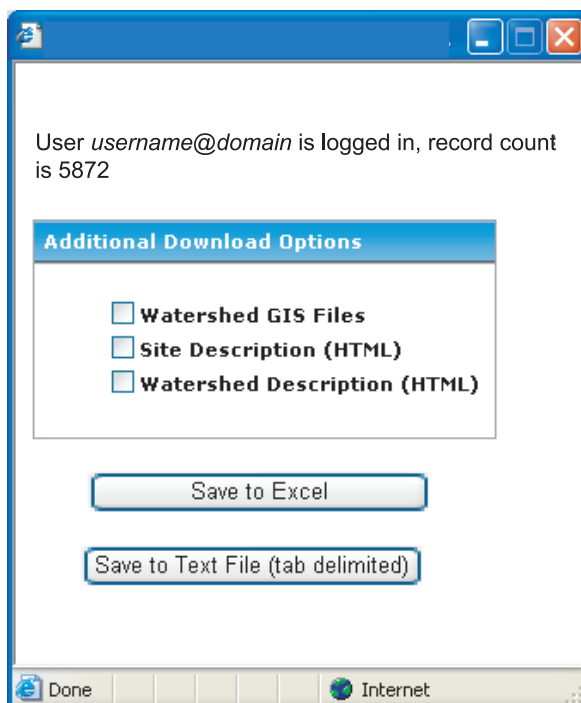 User username@domain is logged in, record count
is 5872
Additional Download Options
Watershed GIS Files
Site Description (HTML)
Watershed Description (HTML)
Save to Excel
Save to Text File (tab delimited)
Done
Internet